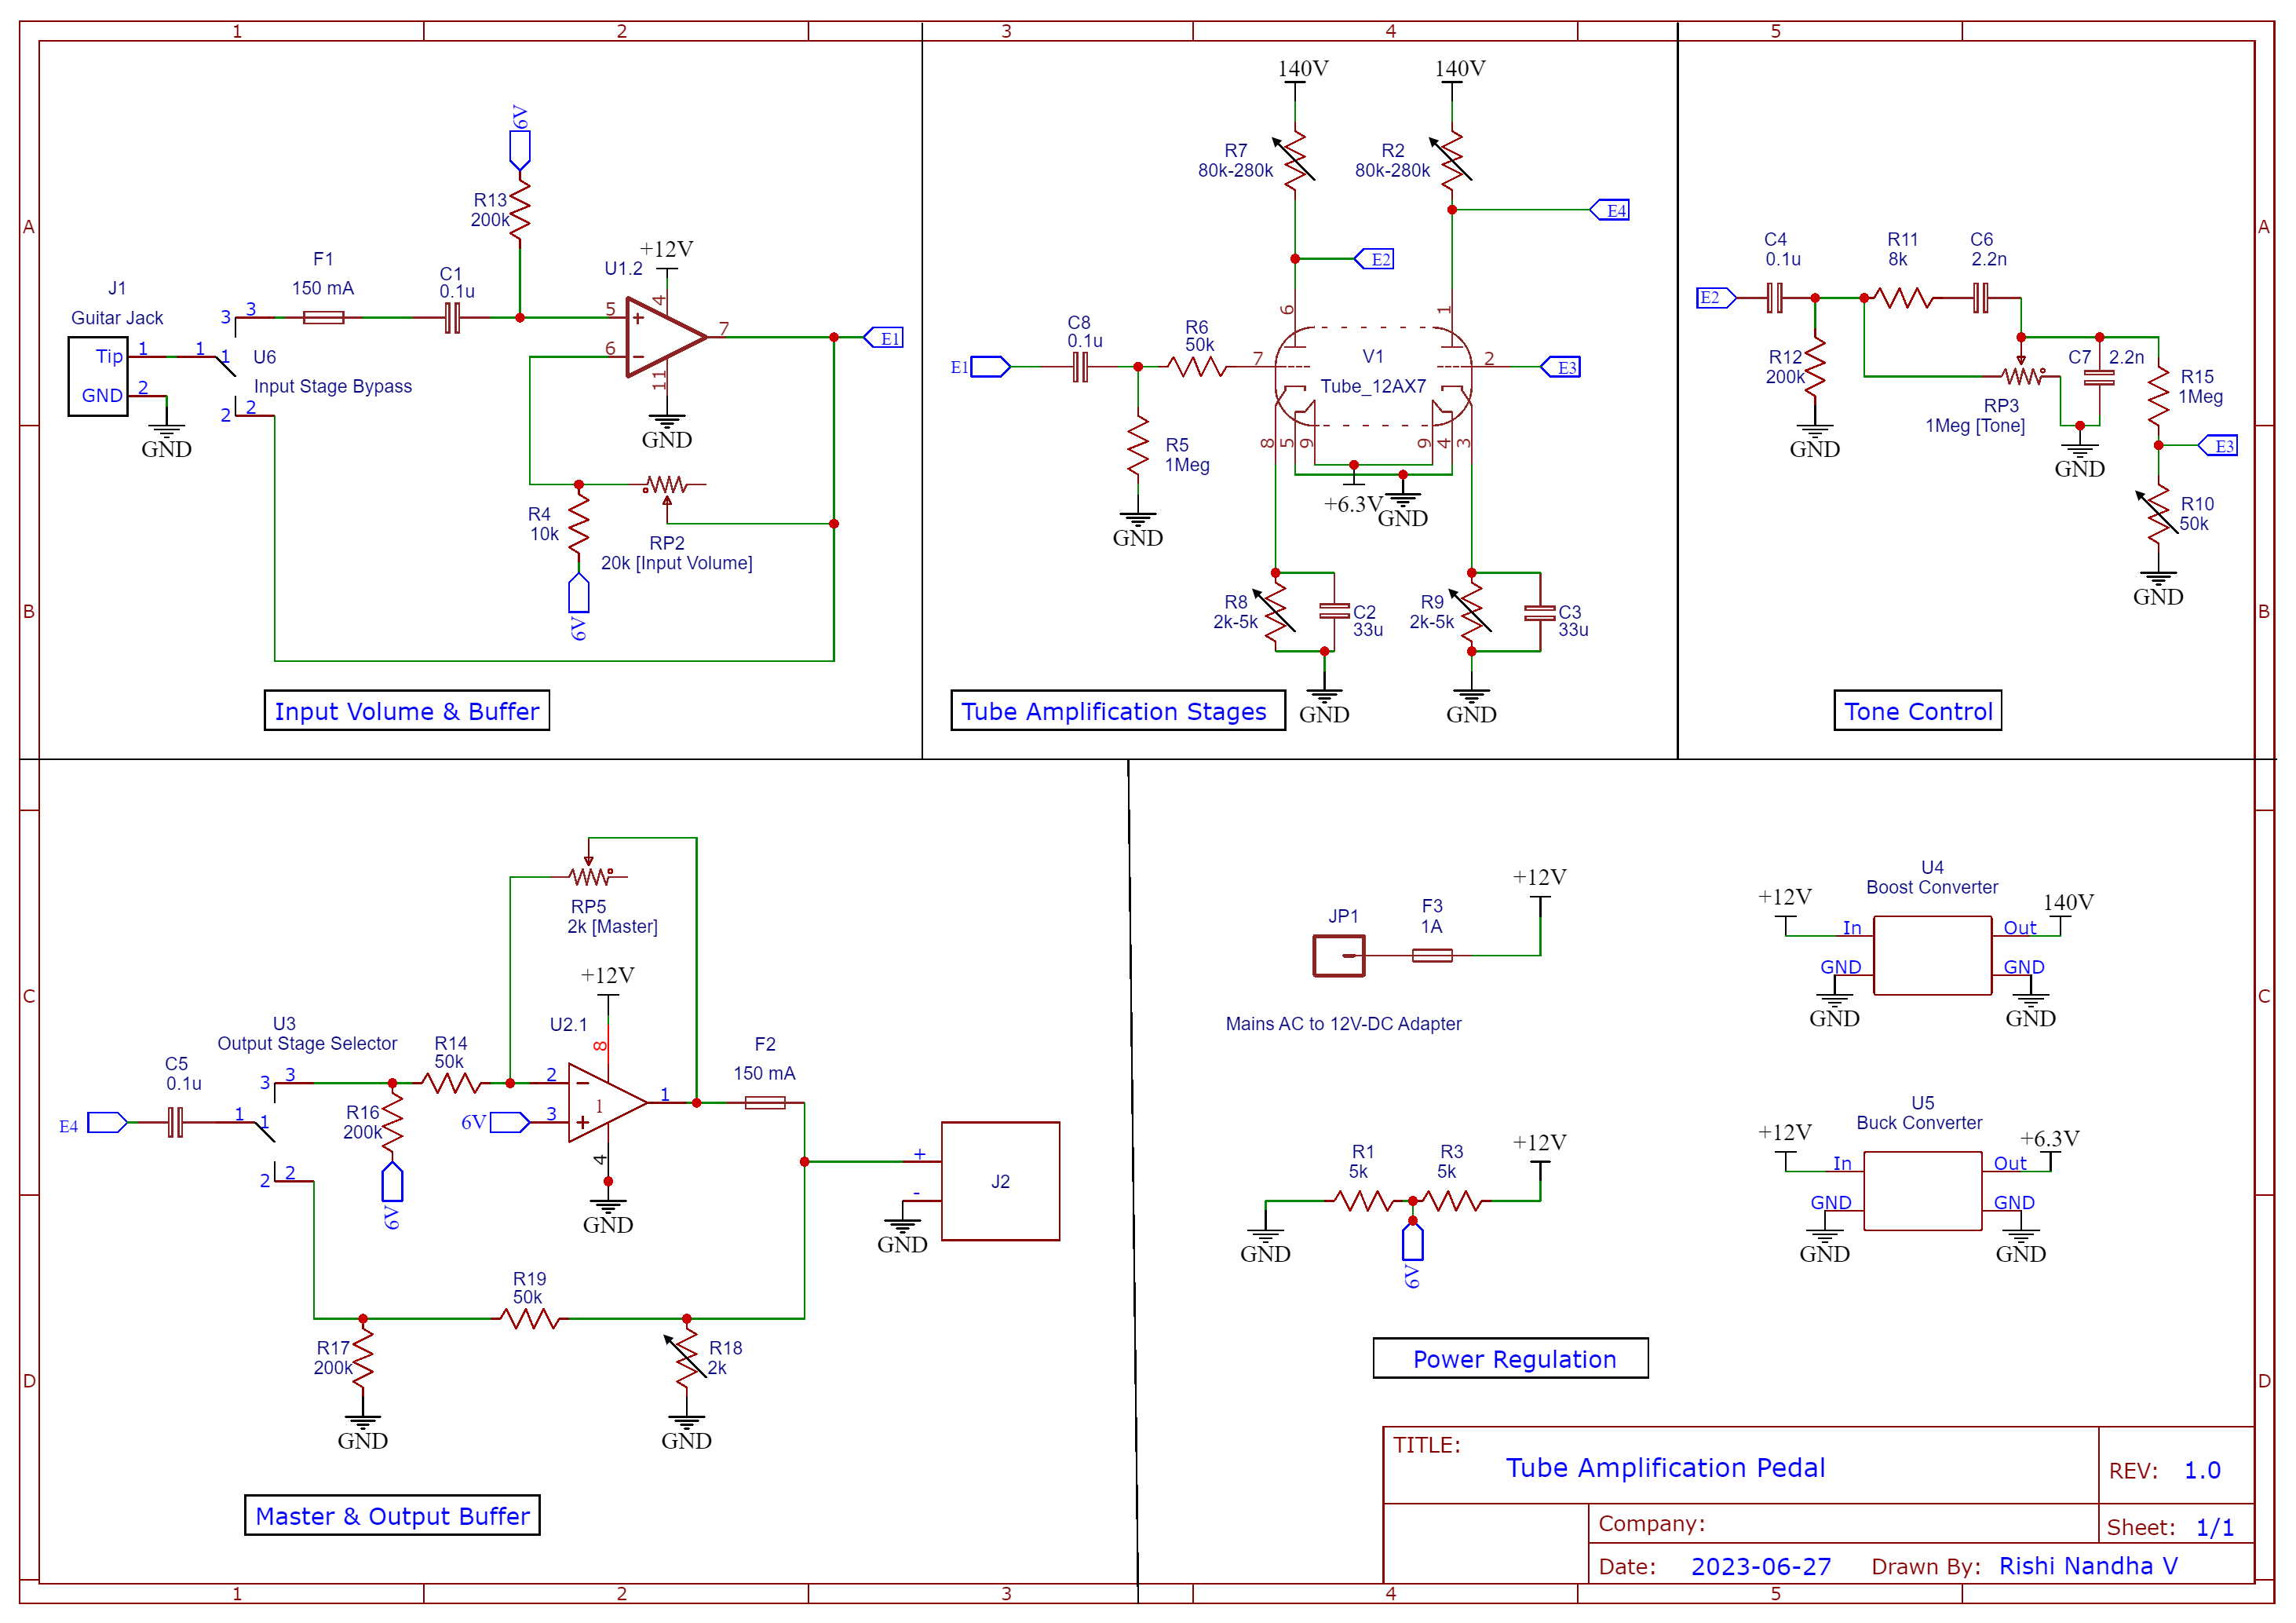 1
2
3
4
5
A
B
C
D
A
B
C
D
1
2
3
4
5
J1
Guitar Jack
Tip
GND
1
2
GND
1
1
3
3
2
2
U6
Input Stage Bypass
F1
150 mA
C1
0.1u
6V
R13
200k
+12V
U1.2
5
6
4
11
7
GND
E1
R4
10k
6V
RP2
20k [Input Volume]
Input Volume & Buffer
140V
140V
R7
80k-280k
R2
80k-280k
E4
E2
6
1
C8
0.1u
R6
50k
E1
7
V1
Tube_12AX7
2
E3
R5
1Meg
GND
8
5
9
9
4
3
+6.3V
GND
R8
2k-5k
C2
33u
R9
2k-5k
C3
33u
GND
GND
Tube Amplification Stages
C4
0.1u
R11
8k
C6
2.2n
E2
R12
200k
GND
RP3
1Meg [Tone]
C7
2.2n
GND
R15
1Meg
E3
R10
50k
GND
Tone Control
RP5
2k [Master]
+12V
U2.1
8
U3
Output Stage Selector
C5
0.1u
E4
1
1
3
3
2
2
R14
50k
R16
200k
6V
2
3
6V
1
1
4
GND
F2
150 mA
+
-
J2
GND
R19
50k
R17
200k
GND
R18
2k
GND
Master & Output Buffer
JP1
F3
1A
+12V
Mains AC to 12V-DC Adapter
R1
5k
R3
5k
+12V
GND
6V
U4
Boost Converter
+12V
In
Out
140V
GND
GND
GND
GND
U5
Buck Converter
+12V
In
Out
+6.3V
GND
GND
GND
GND
Power Regulation
TITLE:
Tube Amplification Pedal
REV: 1.0
Company:
Sheet: 1/1
Date: 2023-06-27 Drawn By: Rishi Nandha V